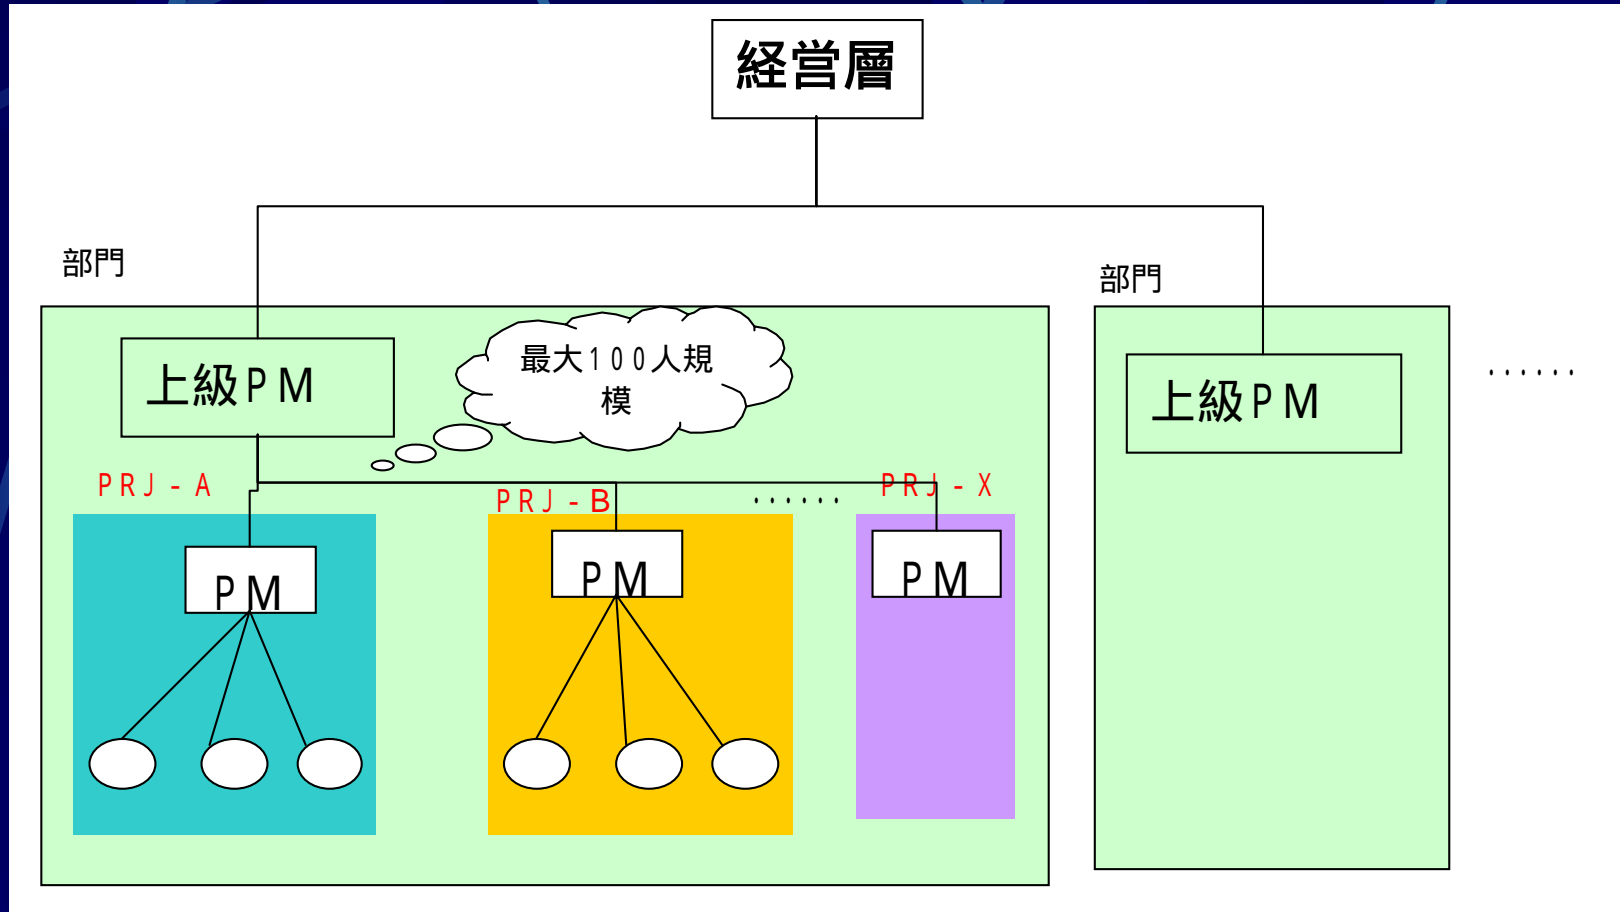 経営層
部門
部門
上級PM
最大100人規
模
上級PM
......
PRJ-A
PRJ-B
......
PRJ-X
PM
PM
PM